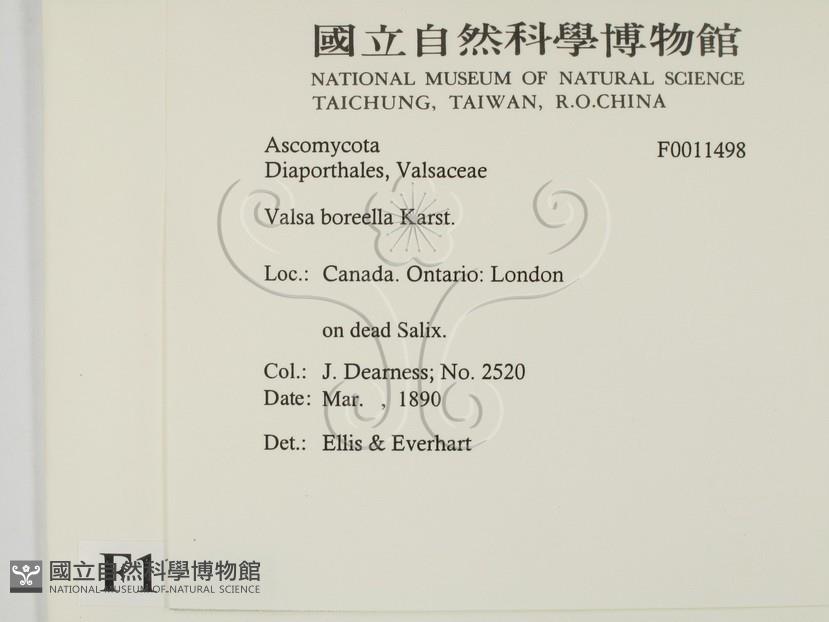 國立自然科學博物館
NATIONAL MUSEUM OF NATURAL SCIENCE
TAICHUNG, TAIWAN, R.O.CHINA
Ascomycota F0011498
Diaporthales, Valsaceae
Valsa boreella Karst.
Loc.: Canada. Ontario: London
on dead Salix.
Col.: J. Dearness; No. 2520
Date: Mar. , 1890
Det.: Ellis & Everhart
F1
國立自然科學博物館
NATIONAL MUSEUM OF NATURAL SCIENCE